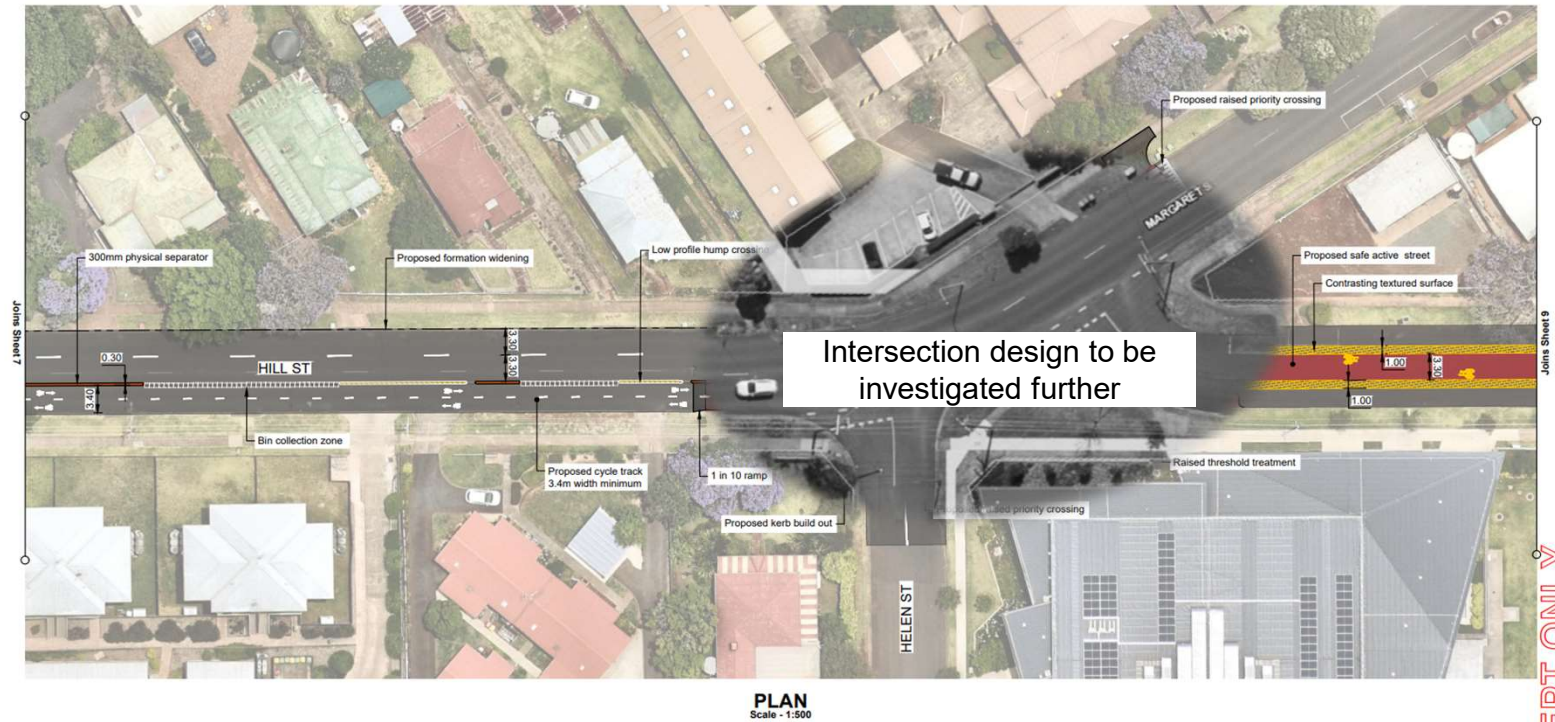 Proposed raised priority crossing
MARGARET S
300mm physical separator
Proposed formation widening
Low profile hump crossing
Proposed safe active street
Contrasting textured surface
Joins Sheet 7
Joins Sheet 9
0.30
HILL ST
3.30
3.30
3.40
Intersection design to be
investigated further
1.00
3.30
1.00
Bin collection zone
Proposed cycle track
3.4m width minimum
1 in 10 ramp
Raised threshold treatment
Proposed kerb build out
priority crossing
HELEN ST
ONLY
PLAN
Scale - 1:500